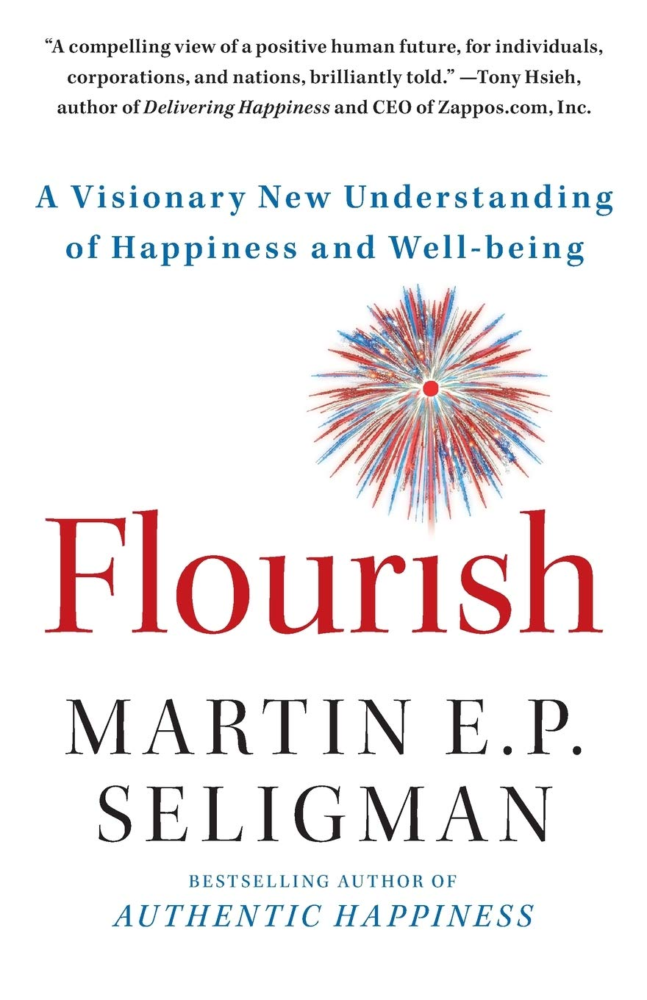 “A compelling view of a positive human future, for individuals,
corporations, and nations, brilliantly told.” —Tony Hsieh,
author of Delivering Happiness and CEO of Zappos.com, Inc.
A Visionary New Understanding
of Happiness and Well-being
Flourish
MARTIN E.P.
SELIGMAN
BESTSELLING AUTHOR OF
AUTHENTIC HAPPINESS